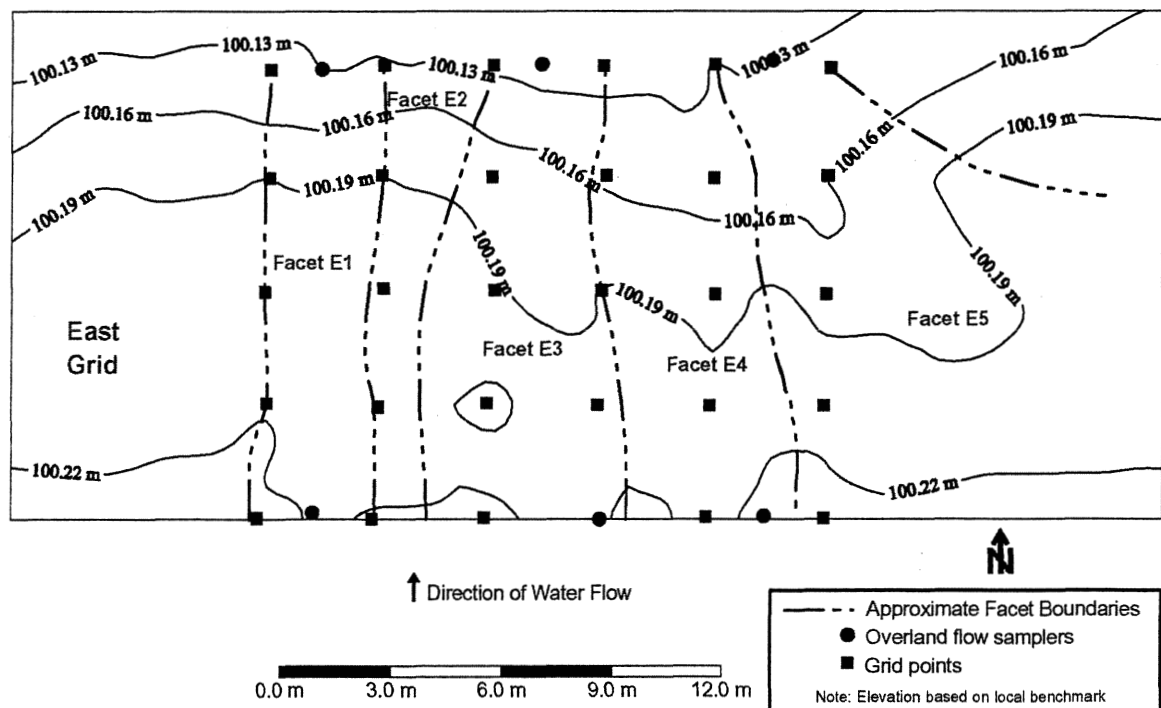 100.13 m
100.13 m
100.13 m
100.13 m
100.16 m
Facet E2
100.16 m
100.16 m
100.19 m
100.16 m
100.16 m
100.19 m
100.19 m
100.16 m
Facet E1
100.19 m
100.19 m
100.19 m
East
Grid
Facet E3
Facet E4
Facet E5
100.22 m
100.22 m
N
Direction of Water Flow
Approximate Facet Boundaries
Overland flow samplers
Grid points
Note: Elevation based on local benchmark
0.0 m 3.0 m 6.0 m 9.0 m 12.0 m